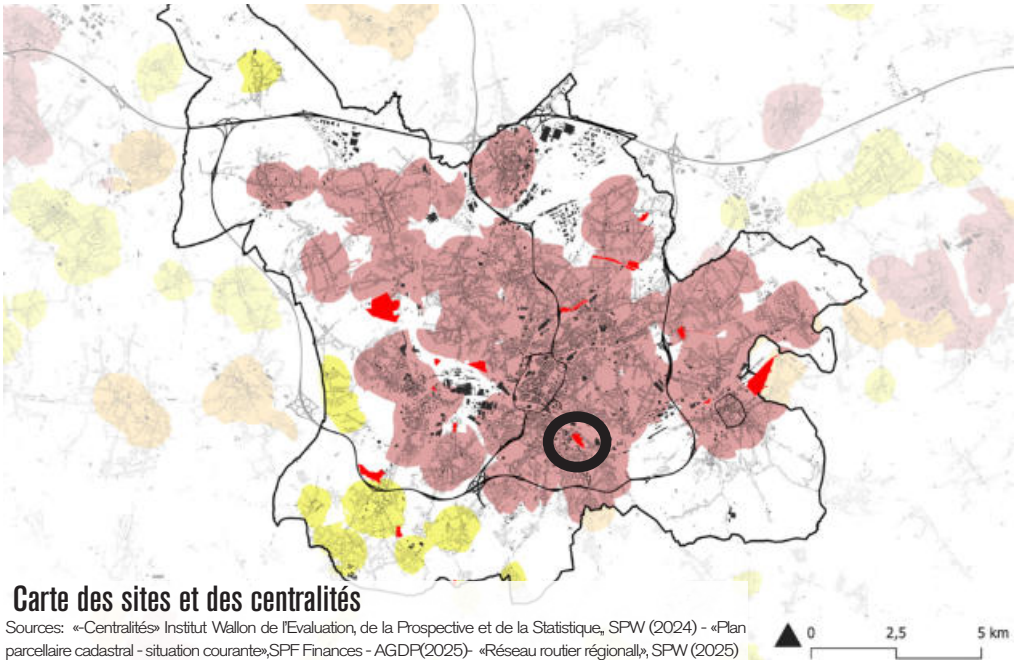 Carte des sites et des centralités
Sources: «-Centralités» Institut Wallon de l'Evaluation, de la Prospective et de la Statistique,, SPW (2024) - «Plan
parcellaire cadastral - situation courante»,SPF Finances - AGDP(2025)- «Réseau routier régional,», SPW (2025)
0 2,5 5 km